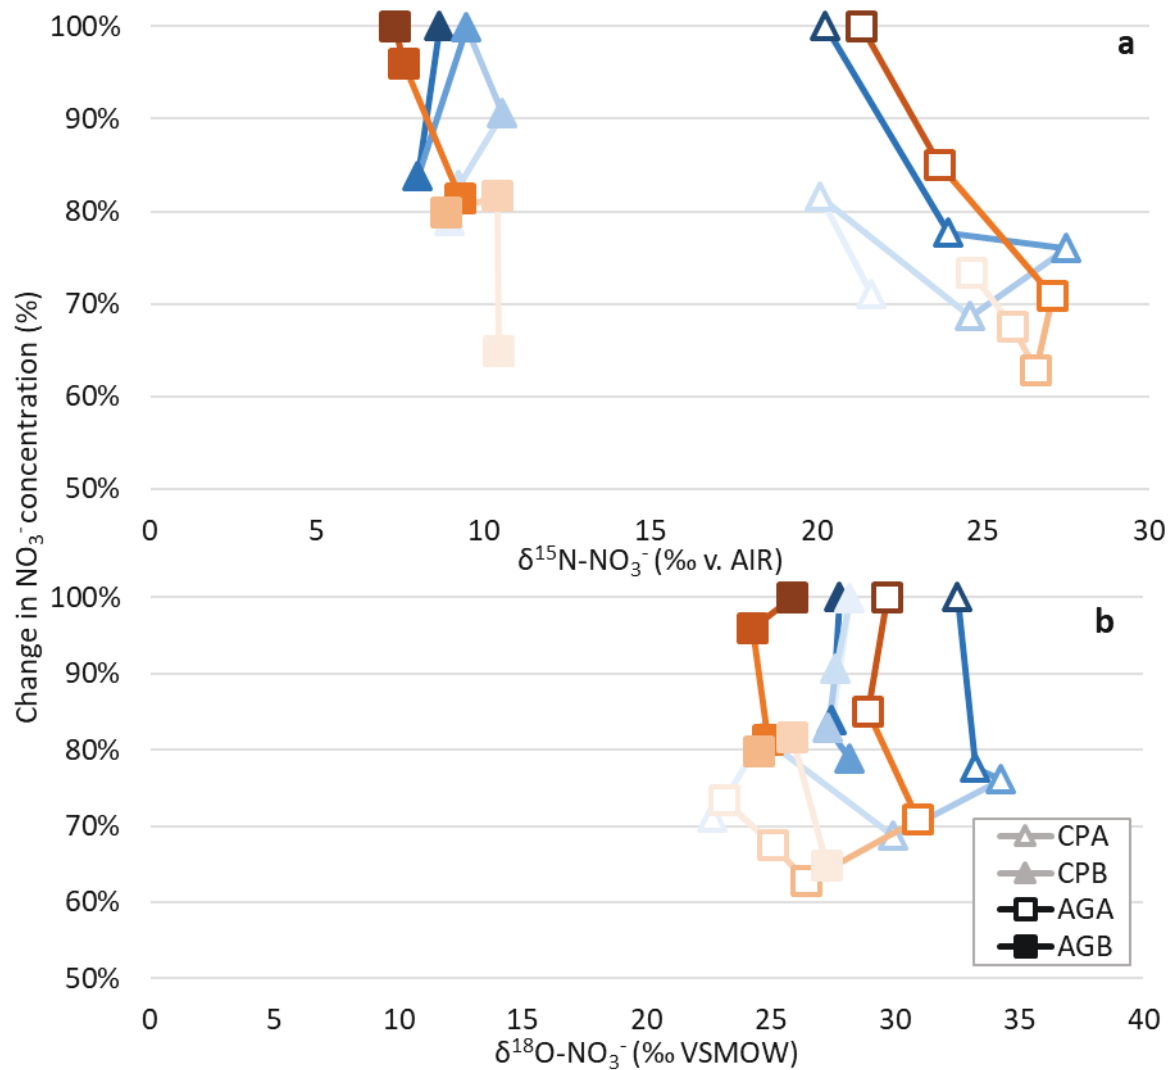 100%
a
90%
80%
70%
60%
50%
0 5 10 15 20 25 30
δ¹⁵N-NO₃⁻ (‰ v. AIR)
Change in NO₃⁻ concentration (%)
100%
b
90%
80%
70%
60%
50%
CPA
CPB
AGA
AGB
0 5 10 15 20 25 30 35 40
δ¹⁸O-NO₃⁻ (‰ VSMOW)